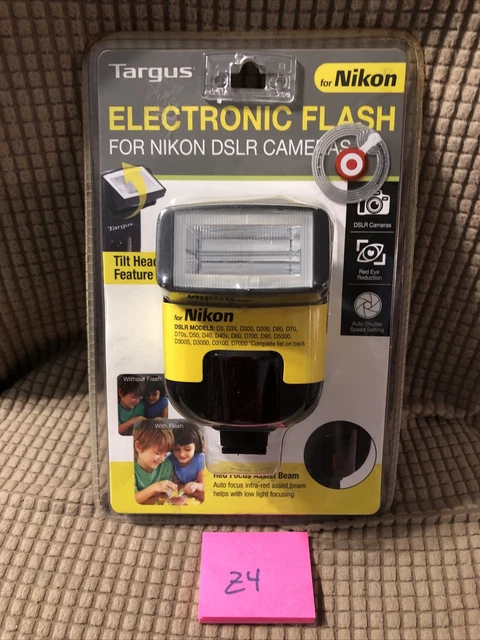 Targus
for Nikon
ELECTRONIC FLASH
FOR NIKON DSLR CAMERAS
Targus
DSLR Cameras
Tilt Head
Feature
Red Eye
Reduction
Auto Shutter
Speed Setting
for Nikon
DSLR MODELS: D3, D3X, D300, D200, D80, D70,
D70s, D50, D40, D40x, D60, D700, D90, D5000,
D300S, D3000, D3100, D7000 *Complete list on back
Without Flash
With Flash
Red Focus Assist Beam
Auto focus infra-red assist beam
helps with low light focusing
Z4